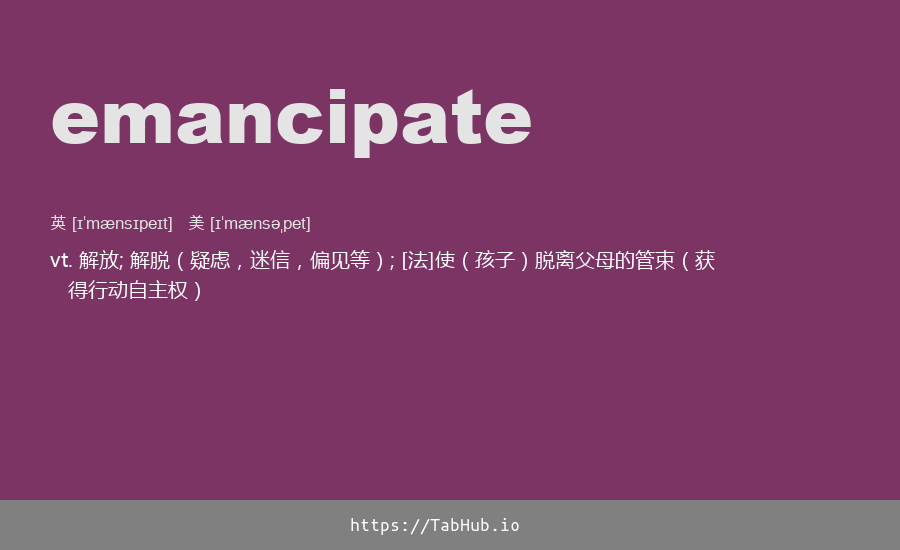 emancipate
英 [ɪˈmænsɪpeɪt] 美 [ɪˈmænsəˌpet]
vt. 解放; 解脱（疑虑，迷信，偏见等）; [法]使（孩子）脱离父母的管束（获
得行动自主权）
https://TabHub.io